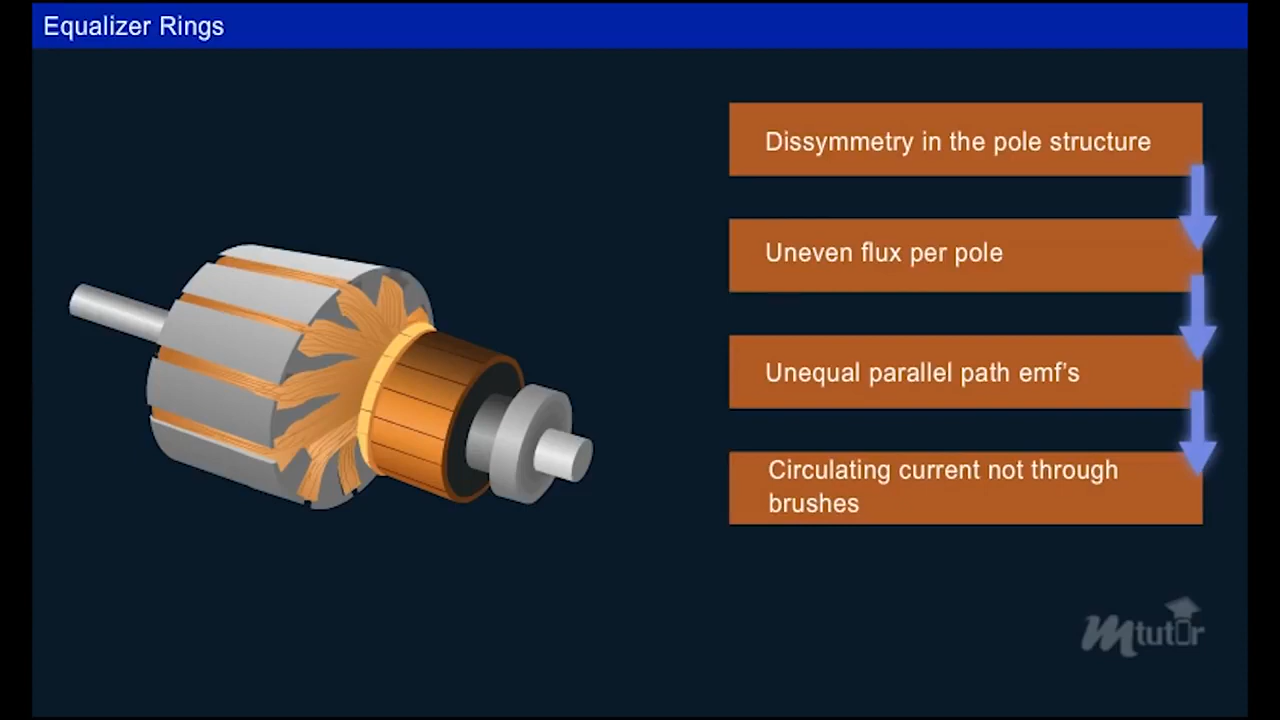 Equalizer Rings
Dissymmetry in the pole structure
Uneven flux per pole
Unequal parallel path emf's
Circulating current not through
brushes
mtutor